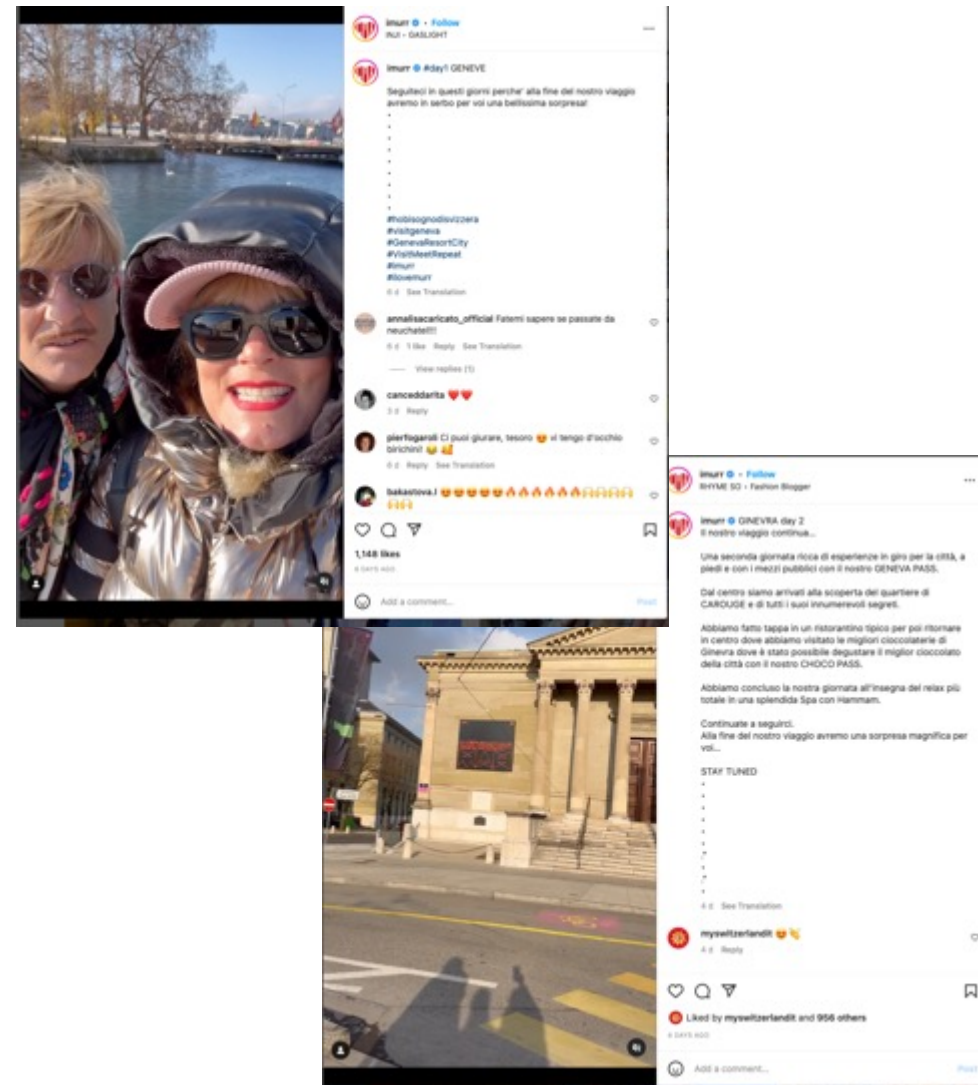 imurr • Follow
INJI • GASLIGHT
imurr #day1 GENEVE
Seguiteci in questi giorni perche' alla fine del nostro viaggio
avremo in serbo per voi una bellissima sorpresa!
#hobisognodisvizzera
#visitgeneva
#GenevaResortCity
#VisitMeetRepeat
#imurr
#ilovemurr
6 d See Translation
annalisacaricato_official Fatemi sapere se passate da
neuchatel!!!!
6 d 1 like Reply See Translation
View replies (1)
canceddarita ❤️❤️
3 d Reply
pierfogaroli Ci puoi giurare, tesoro 😍 vi tengo d'occhio
birichini! 😂 🥰
6 d Reply See Translation
bakastova.l 😍😍😍😍😍🔥🔥🔥🔥🔥🔥🙌🙌🙌🙌
🙌🙌
1,148 likes
6 DAYS AGO
Add a comment...
Post
imurr • Follow
RHYME SO • Fashion Blogger
imurr GINEVRA day 2
Il nostro viaggio continua...
Una seconda giornata ricca di esperienze in giro per la città, a
piedi e con i mezzi pubblici con il nostro GENEVA PASS.
Dal centro siamo arrivati alla scoperta del quartiere di
CAROUGE e di tutti i suoi innumerevoli segreti.
Abbiamo fatto tappa in un ristorantino tipico per poi ritornare
in centro dove abbiamo visitato le migliori cioccolaterie di
Ginevra dove è stato possibile degustare il miglior cioccolato
della città con il nostro CHOCO PASS.
Abbiamo concluso la nostra giornata all'insegna del relax più
totale in una splendida Spa con Hammam.
Continuate a seguirci.
Alla fine del nostro viaggio avremo una sorpresa magnifica per
voi...
STAY TUNED
4 d See Translation
myswitzerlandit 😍 👏
4 d Reply
Liked by myswitzerlandit and 956 others
4 DAYS AGO
Add a comment...
Post